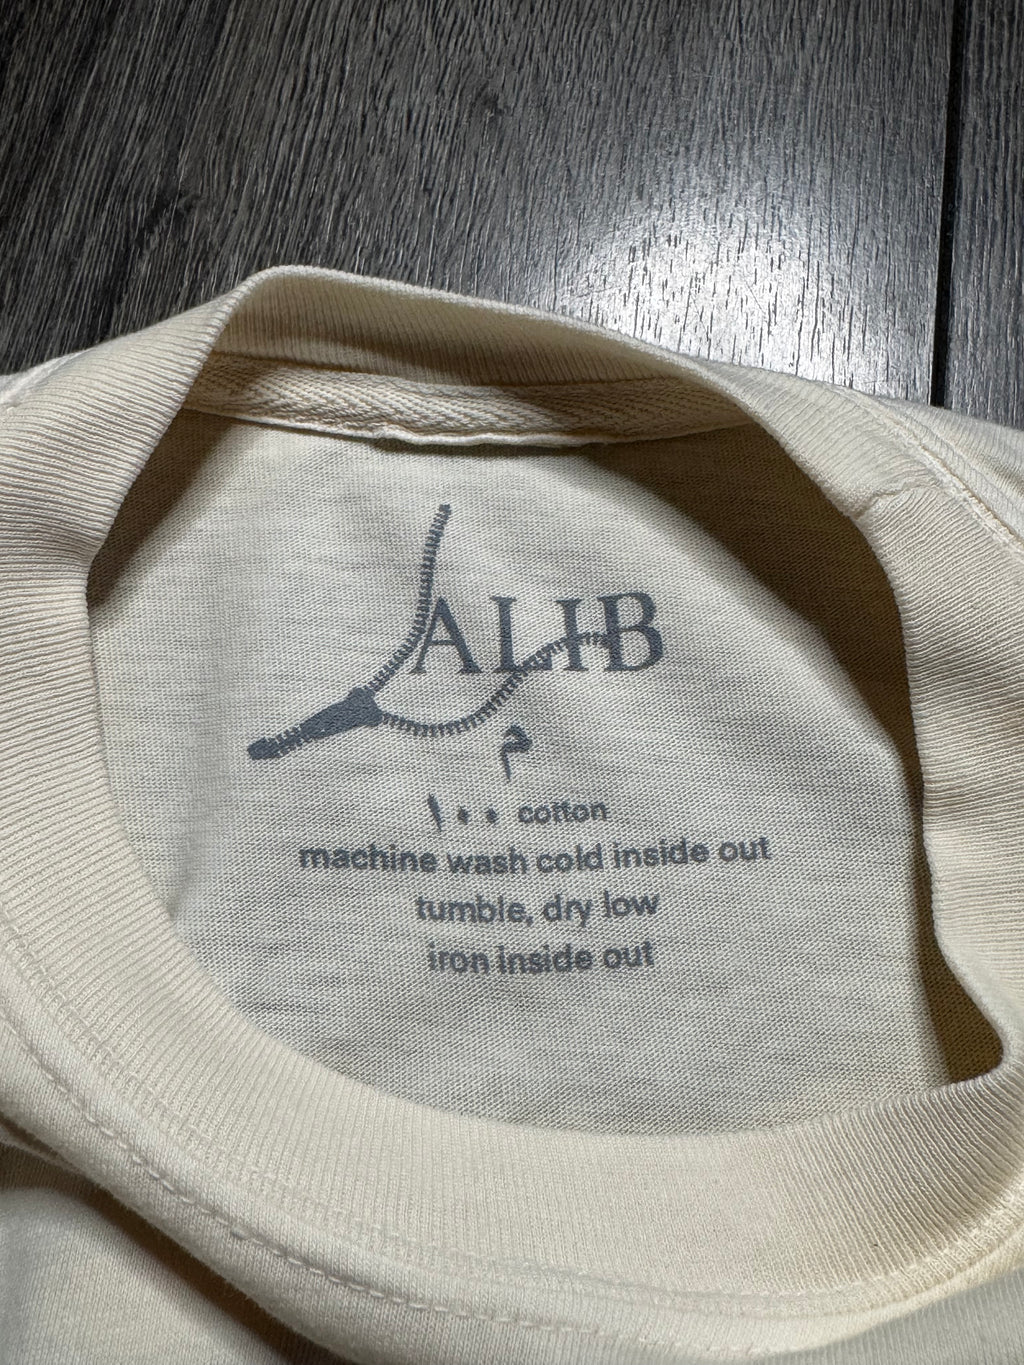 ALIB
م
١٠٠ cotton
machine wash cold inside out
tumble, dry low
iron inside out